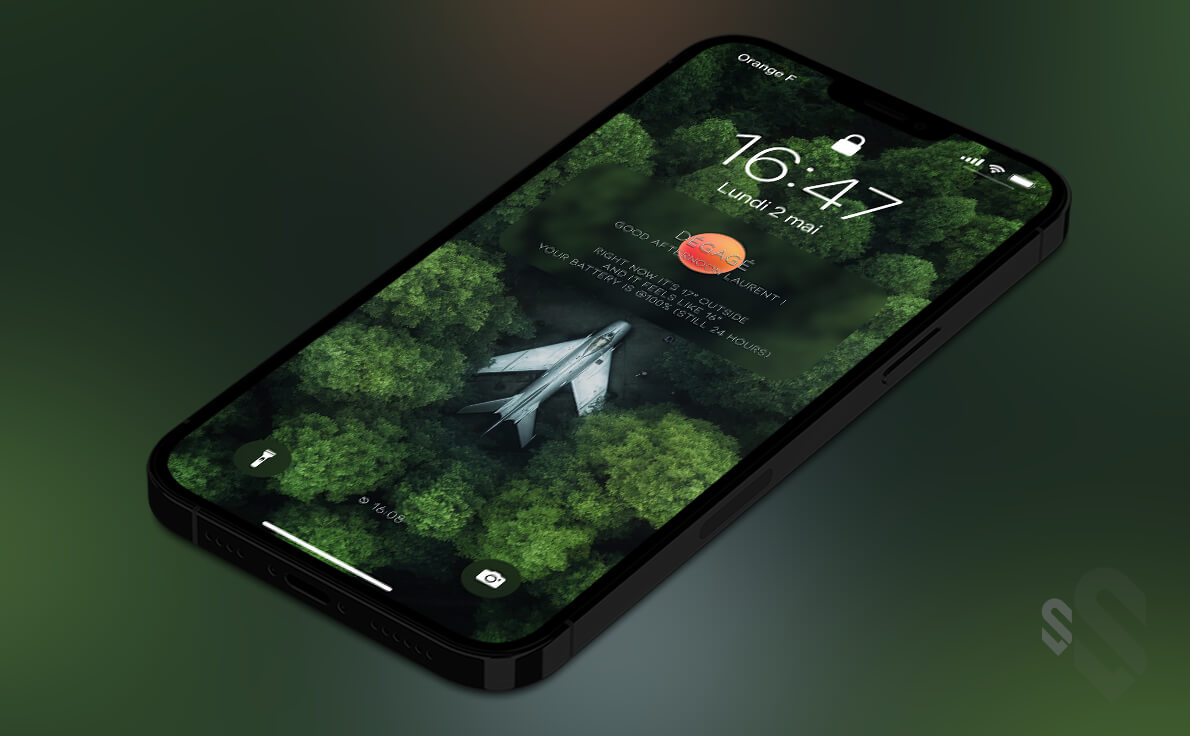 Orange F
16:47
Lundi 2 mai
DÉGAGÉ
GOOD AFTERNOON LAURENT !
RIGHT NOW IT'S 17° OUTSIDE
AND IT FEELS LIKE 16°
YOUR BATTERY IS @100% (STILL 24 HOURS)
16:08